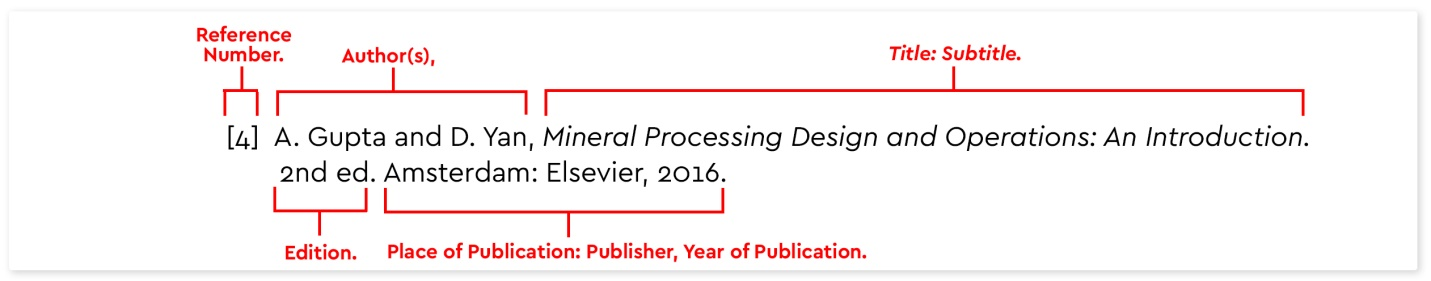 Reference
Number.
Author(s),
Title: Subtitle.
[4] A. Gupta and D. Yan, Mineral Processing Design and Operations: An Introduction.
2nd ed. Amsterdam: Elsevier, 2016.
Edition.
Place of Publication: Publisher, Year of Publication.